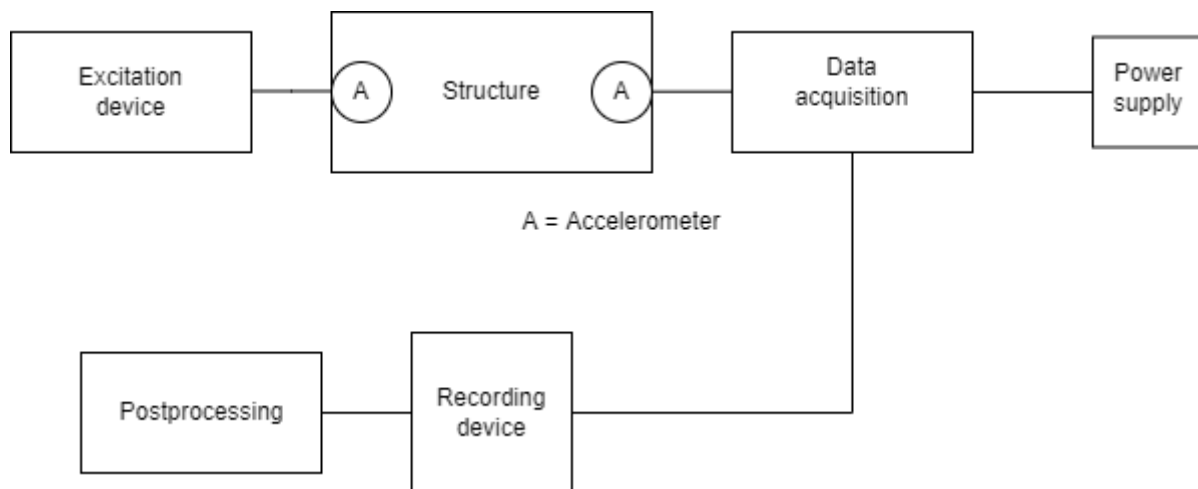 Excitation
device
A
Structure
A
Data
acquisition
Power
supply
A = Accelerometer
Postprocessing
Recording
device